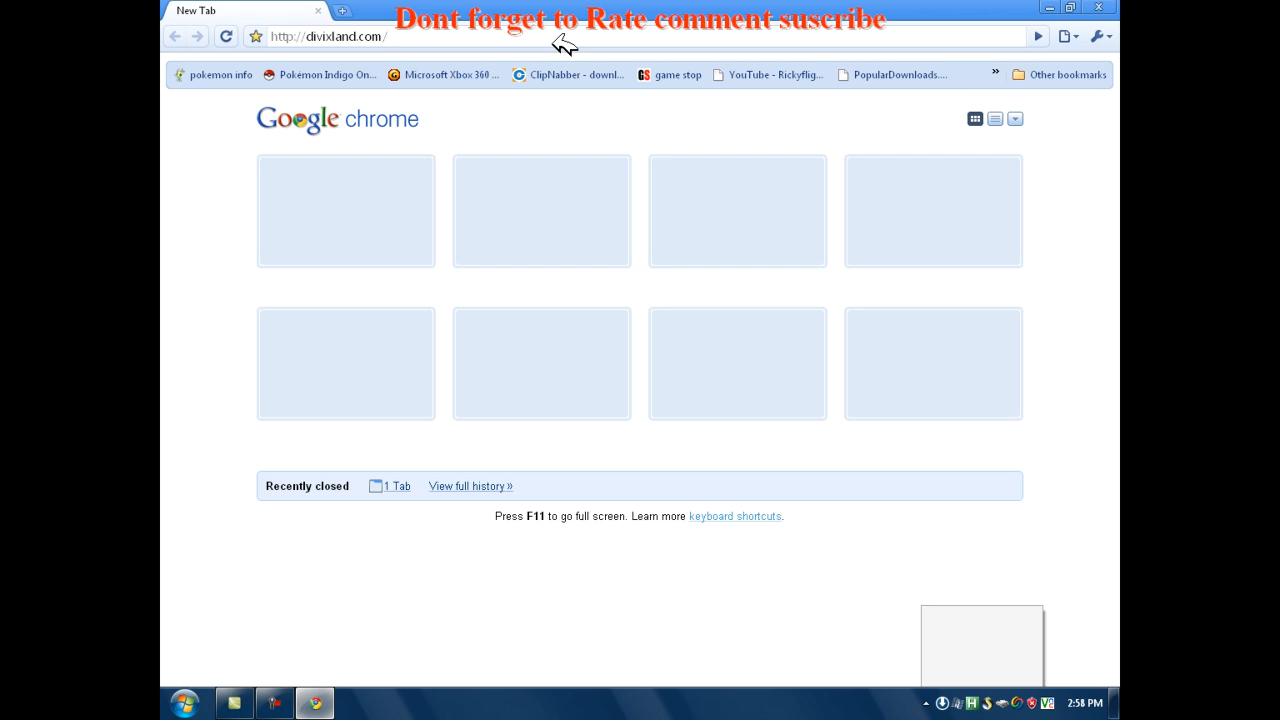 New Tab
Dont forget to Rate comment suscribe
http://divixland.com/
pokemon info
Pokémon Indigo On...
Microsoft Xbox 360 ...
ClipNabber - downl...
GS game stop
YouTube - Rickyflig...
PopularDownloads....
»
Other bookmarks
Google chrome
Recently closed
1 Tab
View full history »
Press F11 to go full screen. Learn more keyboard shortcuts.
2:58 PM